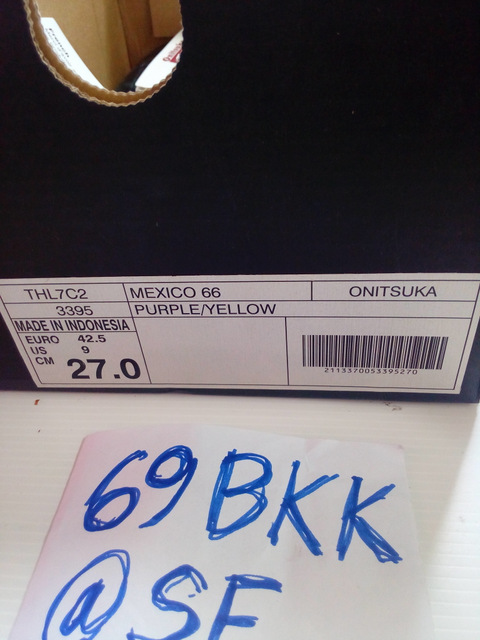 THL7C2 MEXICO 66 ONITSUKA
3395 PURPLE/YELLOW
MADE IN INDONESIA
EURO 42.5
US 9
CM 27.0
2113370053395270
69BKK
@SF